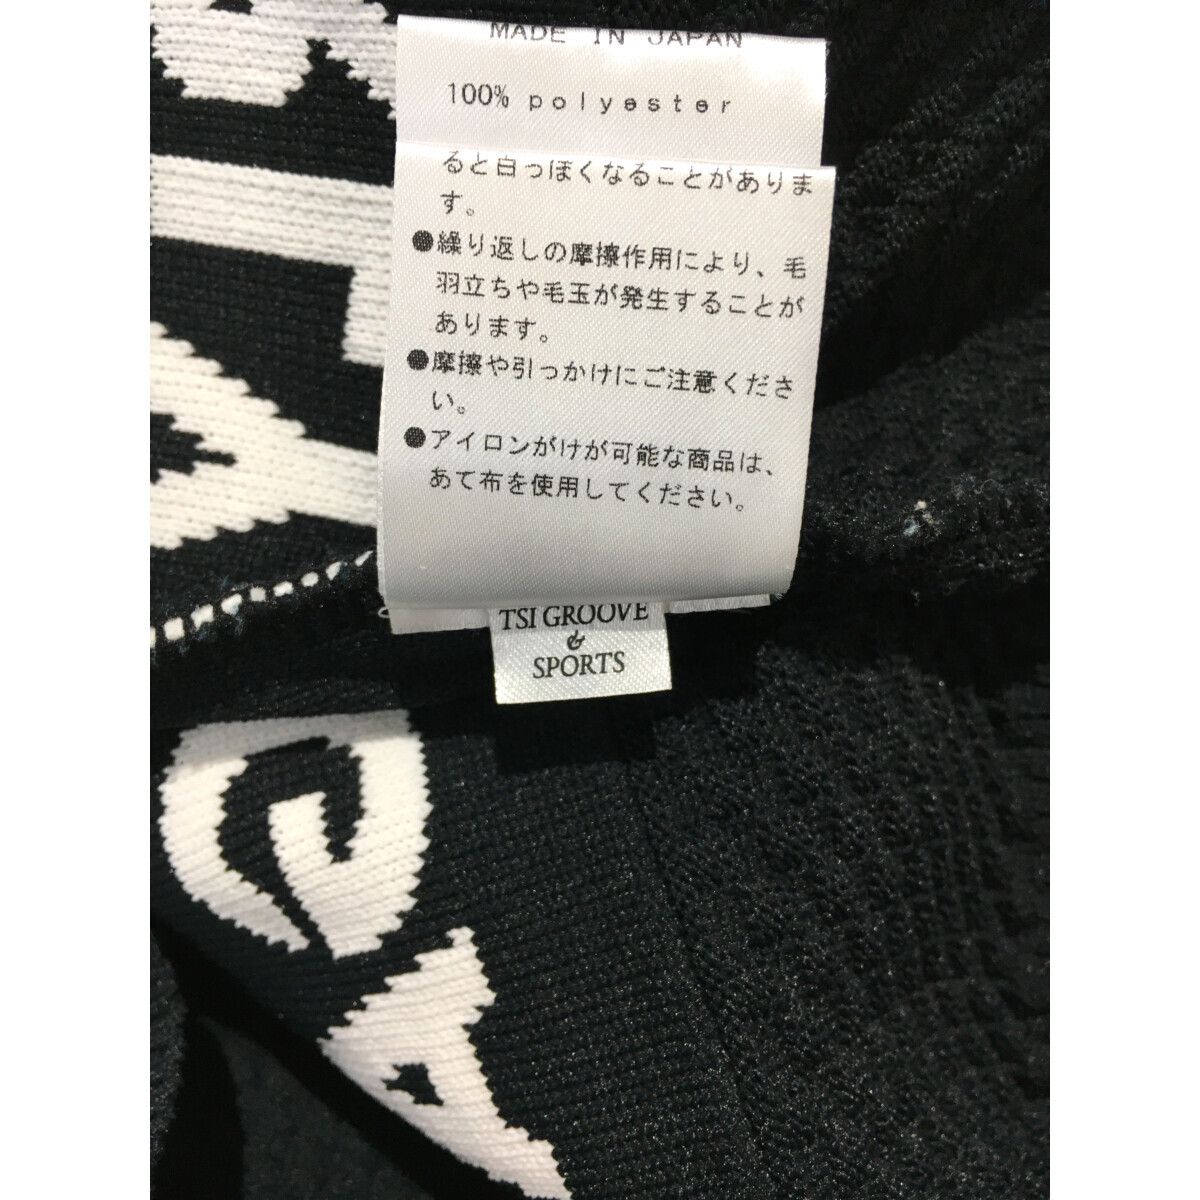 MADE IN JAPAN
100% polyester
ると白っぽくなることがありま
す。
●繰り返しの摩擦作用により、毛
羽立ちや毛玉が発生することが
あります。
●摩擦や引っかけにご注意くださ
い。
●アイロンがけが可能な商品は、
あて布を使用してください。
TSI GROOVE
&
SPORTS